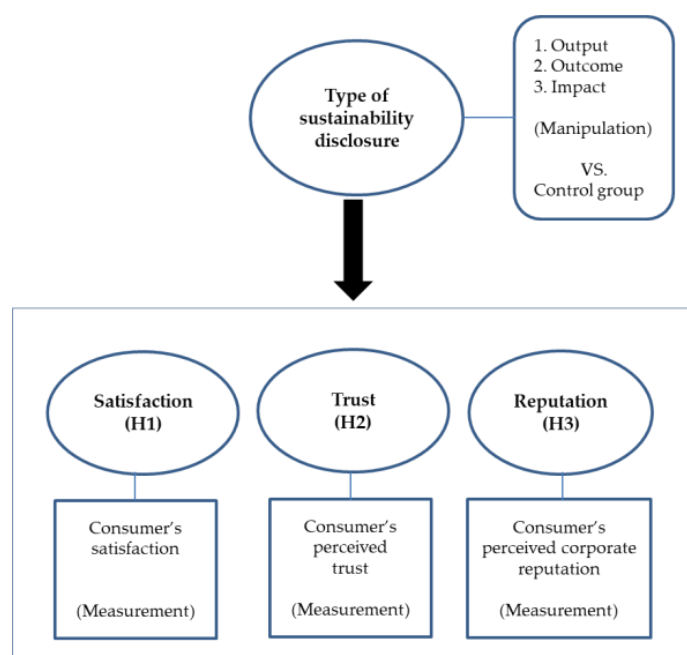 Type of
sustainability
disclosure
1. Output
2. Outcome
3. Impact
(Manipulation)
VS.
Control group
Satisfaction
(H1)
Trust
(H2)
Reputation
(H3)
Consumer's
satisfaction
(Measurement)
Consumer's
perceived
trust
(Measurement)
Consumer's
perceived corporate
reputation
(Measurement)